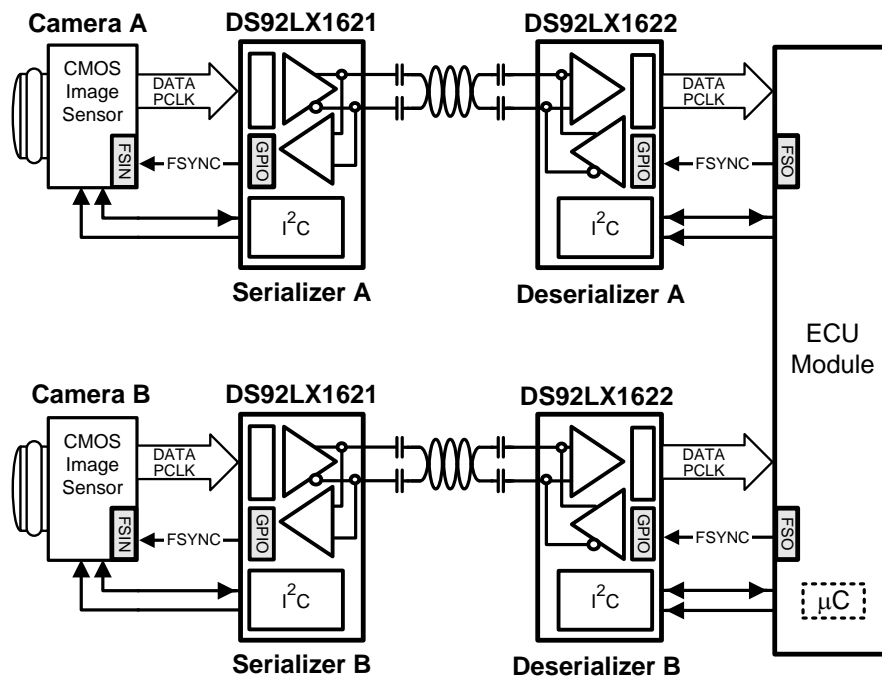 Camera A
DS92LX1621
DS92LX1622
CMOS
Image
Sensor
DATA
PCLK
DATA
PCLK
FSIN
FSYNC
GPIO
GPIO
FSYNC
FSO
I²C
I²C
Serializer A
Deserializer A
ECU
Module
Camera B
DS92LX1621
DS92LX1622
CMOS
Image
Sensor
DATA
PCLK
DATA
PCLK
FSIN
FSYNC
GPIO
GPIO
FSYNC
FSO
I²C
I²C
μC
Serializer B
Deserializer B